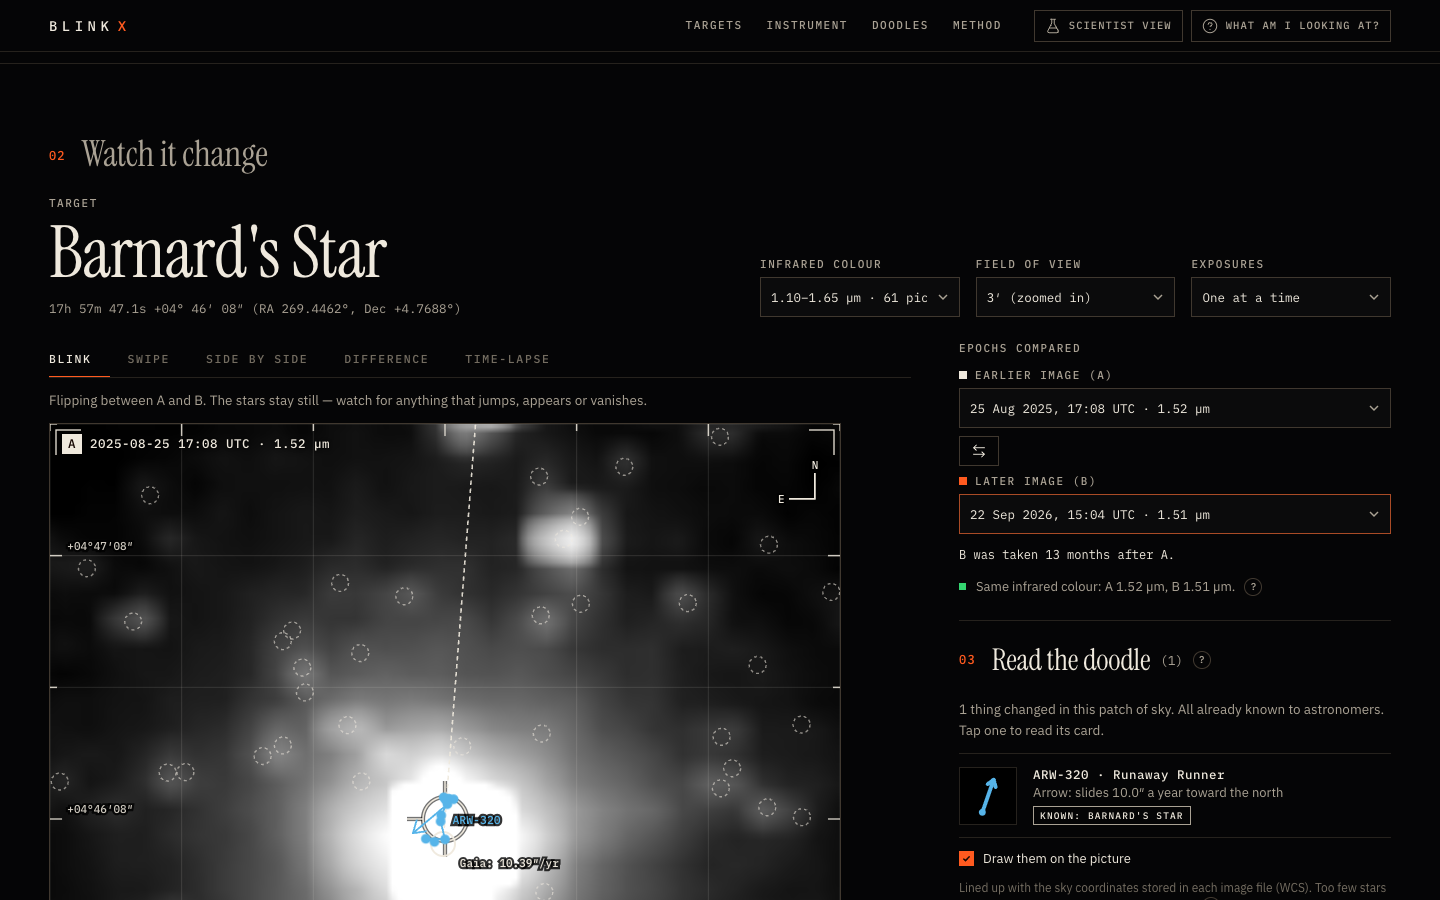 BLINK X
TARGETS
INSTRUMENT
DOODLES
METHOD
SCIENTIST VIEW
WHAT AM I LOOKING AT?
02 Watch it change
TARGET
Barnard's Star
17h 57m 47.1s +04° 46′ 08″ (RA 269.4462°, Dec +4.7688°)
INFRARED COLOUR
1.10–1.65 µm · 61 pic
FIELD OF VIEW
3′ (zoomed in)
EXPOSURES
One at a time
BLINK
SWIPE
SIDE BY SIDE
DIFFERENCE
TIME-LAPSE
Flipping between A and B. The stars stay still — watch for anything that jumps, appears or vanishes.
A 2025-08-25 17:08 UTC · 1.52 µm
N
E
+04°47′08″
+04°46′08″
ARW-320
Gaia: 10.39″/yr
EPOCHS COMPARED
EARLIER IMAGE (A)
25 Aug 2025, 17:08 UTC · 1.52 µm
LATER IMAGE (B)
22 Sep 2026, 15:04 UTC · 1.51 µm
B was taken 13 months after A.
Same infrared colour: A 1.52 µm, B 1.51 µm. ?
03 Read the doodle (1) ?
1 thing changed in this patch of sky. All already known to astronomers.
Tap one to read its card.
ARW-320 · Runaway Runner
Arrow: slides 10.0″ a year toward the north
KNOWN: BARNARD'S STAR
Draw them on the picture
Lined up with the sky coordinates stored in each image file (WCS). Too few stars